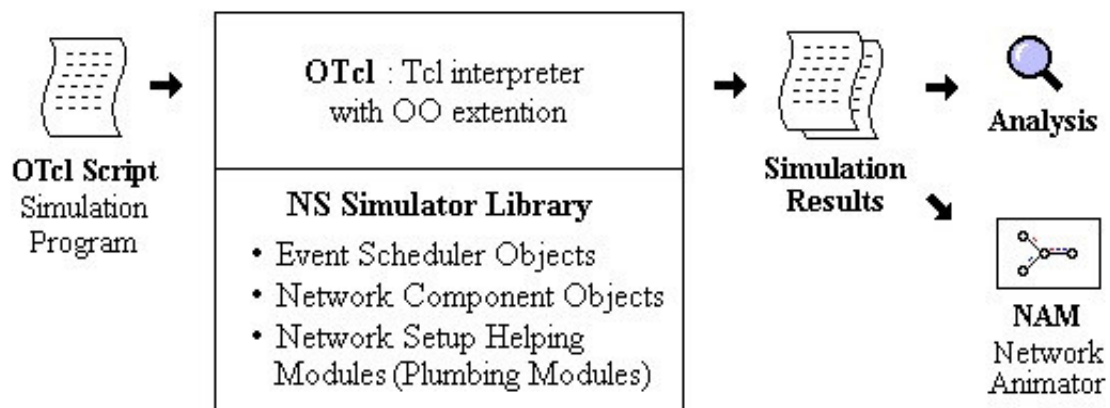 OTcl Script
Simulation
Program
OTcl : Tcl interpreter
with OO extention
NS Simulator Library
• Event Scheduler Objects
• Network Component Objects
• Network Setup Helping
Modules (Plumbing Modules)
Simulation
Results
Analysis
NAM
Network
Animator